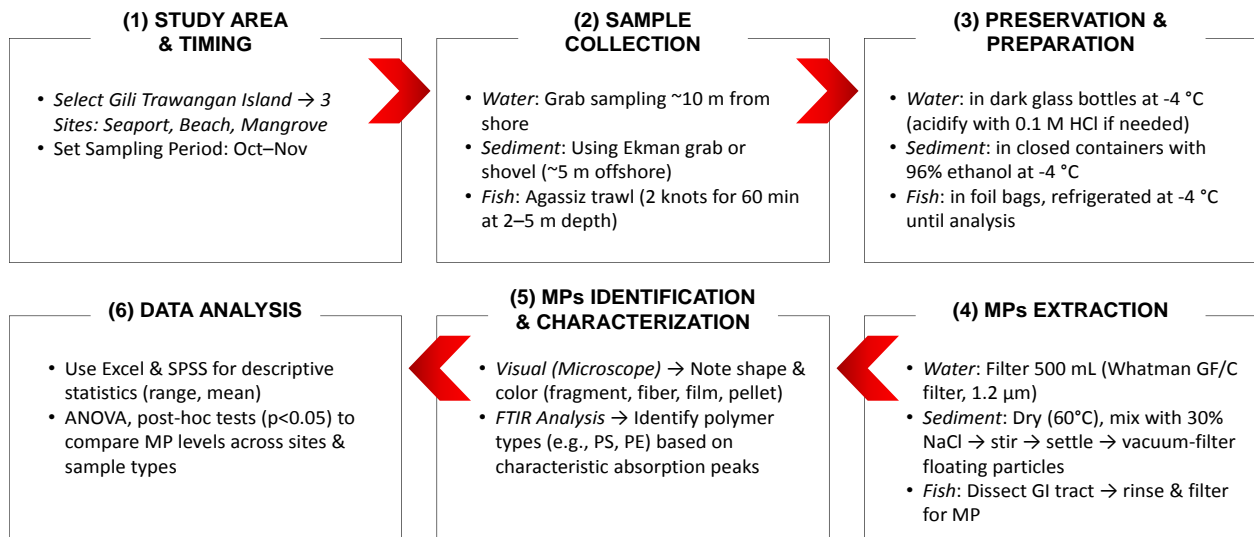 (1) STUDY AREA
& TIMING
• Select Gili Trawangan Island → 3
Sites: Seaport, Beach, Mangrove
• Set Sampling Period: Oct–Nov
(2) SAMPLE
COLLECTION
• Water: Grab sampling ~10 m from
shore
• Sediment: Using Ekman grab or
shovel (~5 m offshore)
• Fish: Agassiz trawl (2 knots for 60 min
at 2–5 m depth)
(3) PRESERVATION &
PREPARATION
• Water: in dark glass bottles at -4 °C
(acidify with 0.1 M HCl if needed)
• Sediment: in closed containers with
96% ethanol at -4 °C
• Fish: in foil bags, refrigerated at -4 °C
until analysis
(4) MPs EXTRACTION
• Water: Filter 500 mL (Whatman GF/C
filter, 1.2 µm)
• Sediment: Dry (60°C), mix with 30%
NaCl → stir → settle → vacuum-filter
floating particles
• Fish: Dissect GI tract → rinse & filter
for MP
(5) MPs IDENTIFICATION
& CHARACTERIZATION
• Visual (Microscope) → Note shape &
color (fragment, fiber, film, pellet)
• FTIR Analysis → Identify polymer
types (e.g., PS, PE) based on
characteristic absorption peaks
(6) DATA ANALYSIS
• Use Excel & SPSS for descriptive
statistics (range, mean)
• ANOVA, post-hoc tests (p<0.05) to
compare MP levels across sites &
sample types